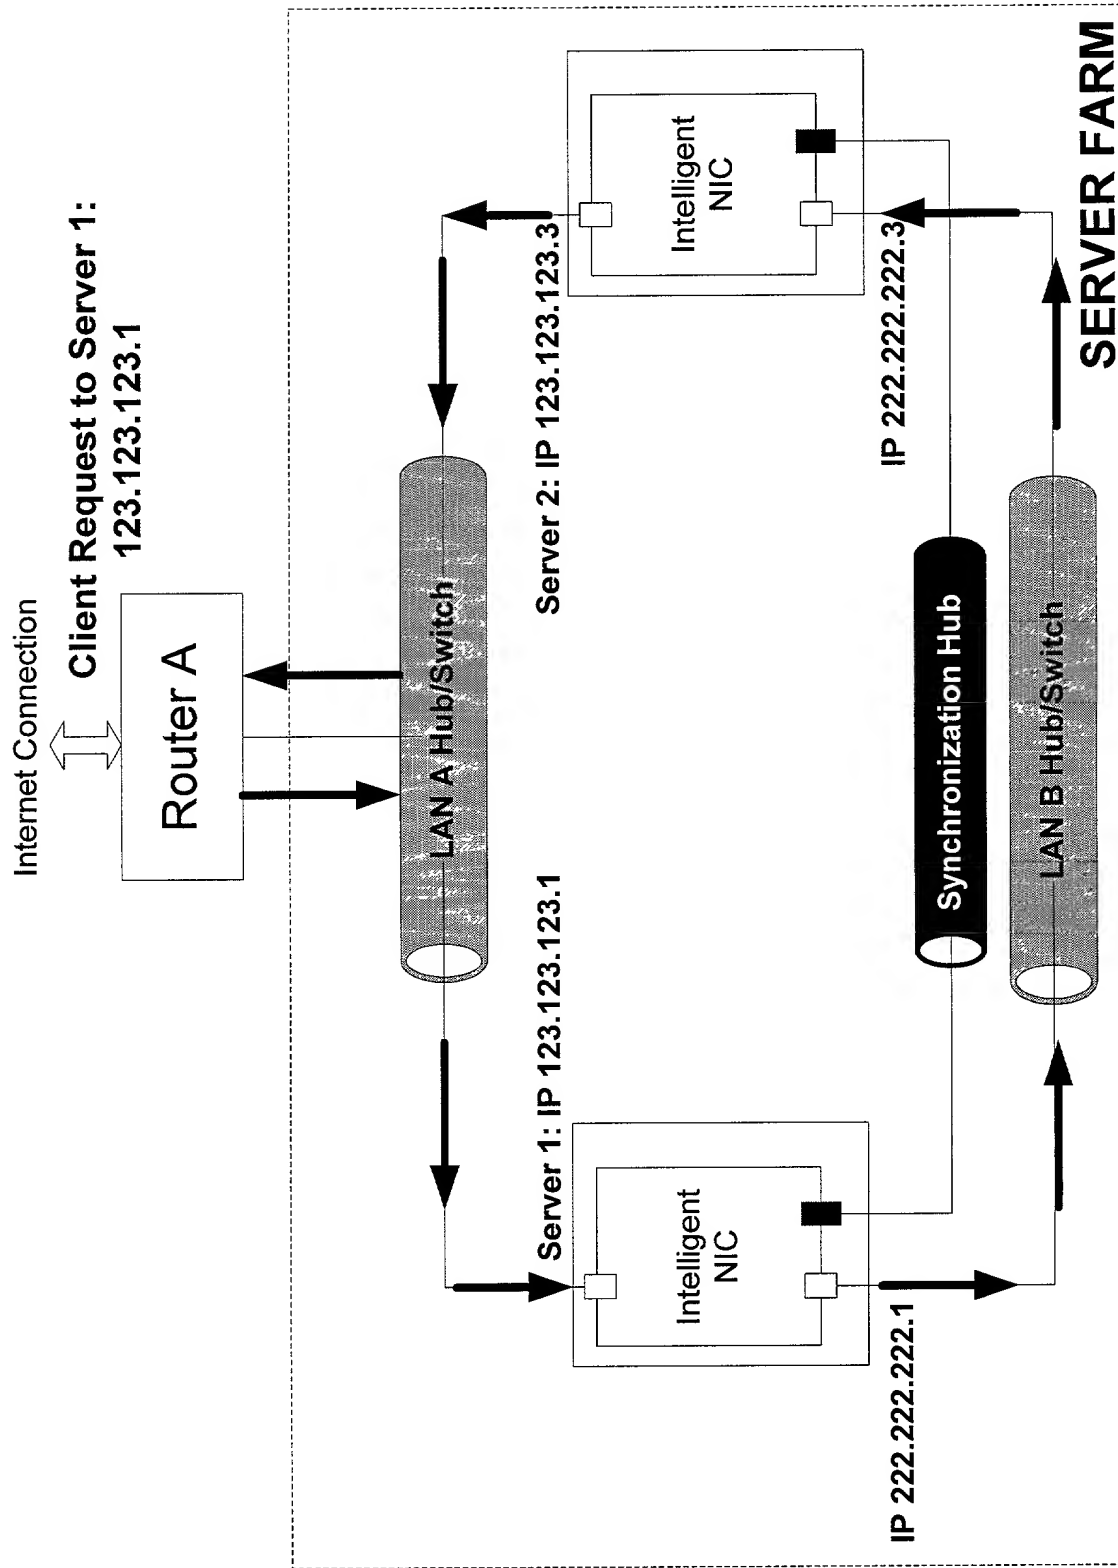 Internet Connection
Client Request to Server 1:
123.123.123.1
Router A
LAN A Hub/Switch
Server 1: IP 123.123.123.1
Server 2: IP 123.123.123.3
Intelligent
NIC
Intelligent
NIC
IP 222.222.222.1
IP 222.222.222.3
Synchronization Hub
LAN B Hub/Switch
SERVER FARM